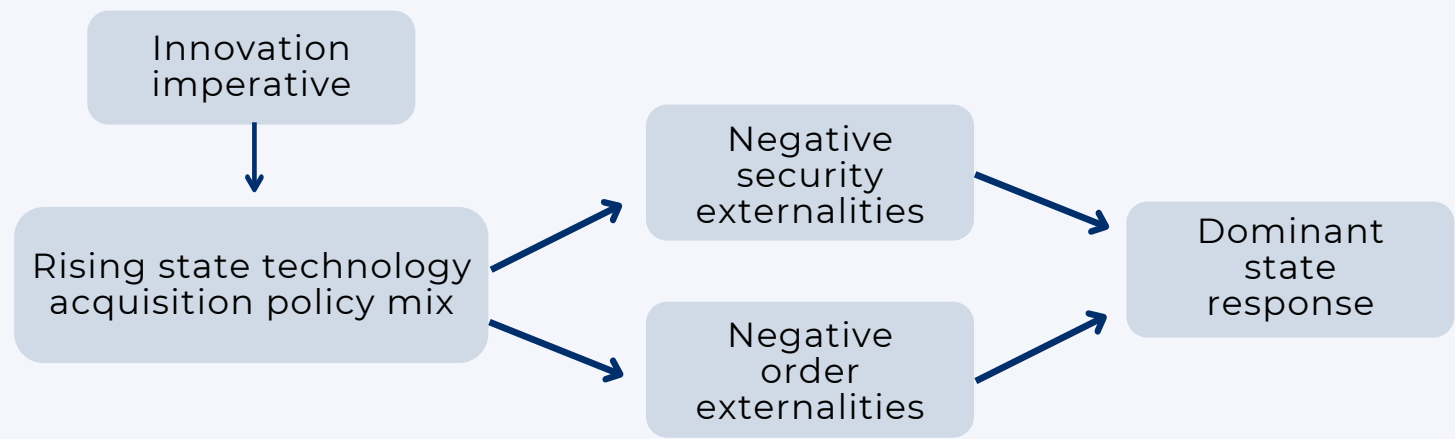 Innovation
imperative
Rising state technology
acquisition policy mix
Negative
security
externalities
Negative
order
externalities
Dominant
state
response